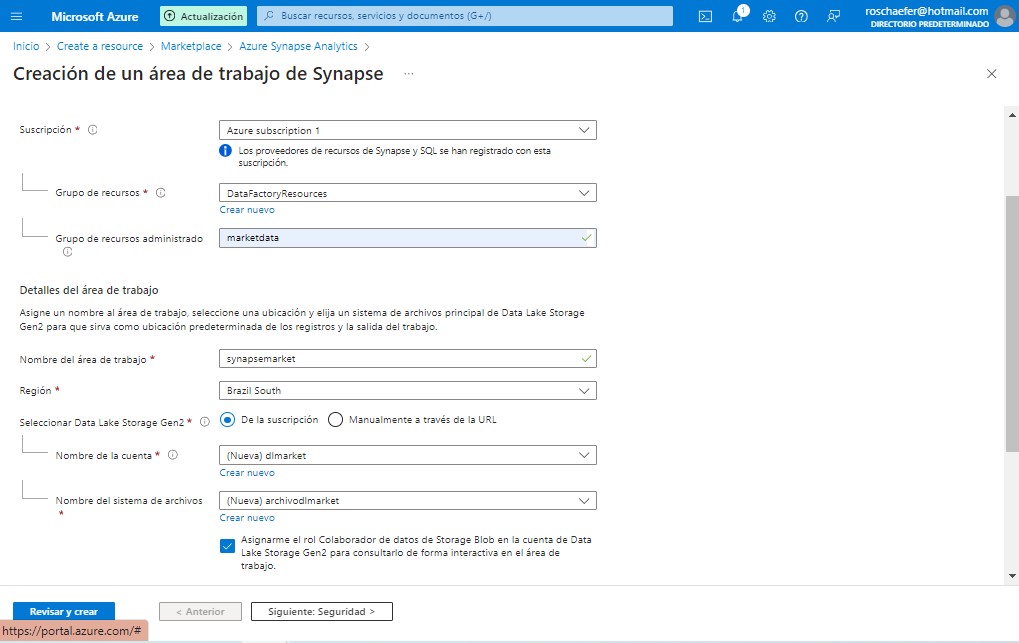 Microsoft Azure
Actualización
Buscar recursos, servicios y documentos (G+/)
1
roschaefer@hotmail.com
DIRECTORIO PREDETERMINADO
Inicio > Create a resource > Marketplace > Azure Synapse Analytics >
Creación de un área de trabajo de Synapse ...
Suscripción *
Azure subscription 1
Los proveedores de recursos de Synapse y SQL se han registrado con esta
suscripción.
Grupo de recursos *
DataFactoryResources
Crear nuevo
Grupo de recursos administrado
marketdata
Detalles del área de trabajo
Asigne un nombre al área de trabajo, seleccione una ubicación y elija un sistema de archivos principal de Data Lake Storage
Gen2 para que sirva como ubicación predeterminada de los registros y la salida del trabajo.
Nombre del área de trabajo *
synapsemarket
Región *
Brazil South
Seleccionar Data Lake Storage Gen2 *
De la suscripción
Manualmente a través de la URL
Nombre de la cuenta *
(Nueva) dlmarket
Crear nuevo
Nombre del sistema de archivos
*
(Nueva) archivodlmarket
Crear nuevo
Asignarme el rol Colaborador de datos de Storage Blob en la cuenta de Data
Lake Storage Gen2 para consultarlo de forma interactiva en el área de
trabajo.
Revisar y crear
< Anterior
Siguiente: Seguridad >
https://portal.azure.com/#